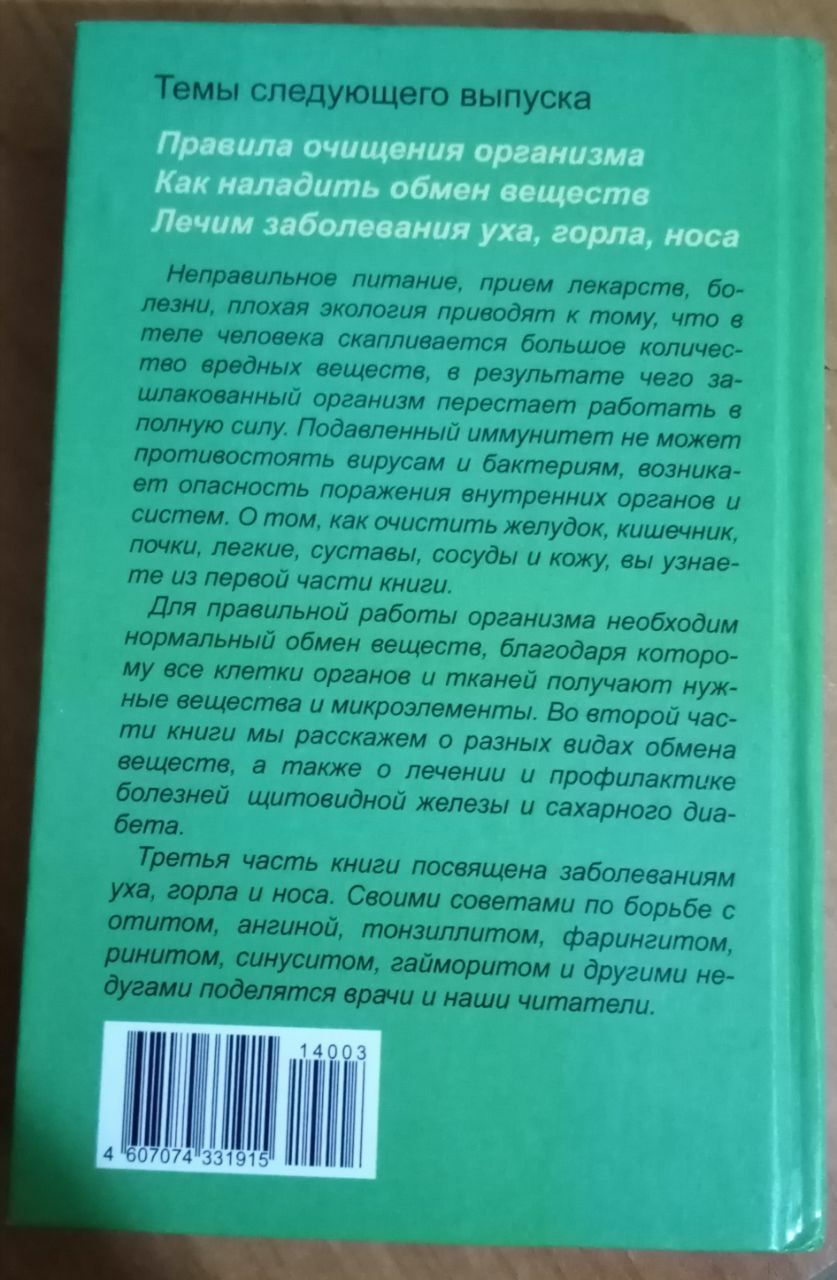 Темы следующего выпуска
Правила очищения организма
Как наладить обмен веществ
Лечим заболевания уха, горла, носа
Неправильное питание, прием лекарств, бо-
лезни, плохая экология приводят к тому, что в
теле человека скапливается большое количес-
тво вредных веществ, в результате чего за-
шлакованный организм перестает работать в
полную силу. Подавленный иммунитет не может
противостоять вирусам и бактериям, возника-
ет опасность поражения внутренних органов и
систем. О том, как очистить желудок, кишечник,
почки, легкие, суставы, сосуды и кожу, вы узнае-
те из первой части книги.
Для правильной работы организма необходим
нормальный обмен веществ, благодаря которо-
му все клетки органов и тканей получают нуж-
ные вещества и микроэлементы. Во второй час-
ти книги мы расскажем о разных видах обмена
веществ, а также о лечении и профилактике
болезней щитовидной железы и сахарного диа-
бета.
Третья часть книги посвящена заболеваниям
уха, горла и носа. Своими советами по борьбе с
отитом, ангиной, тонзиллитом, фарингитом,
ринитом, синуситом, гайморитом и другими не-
дугами поделятся врачи и наши читатели.
14003
4 607074 331915